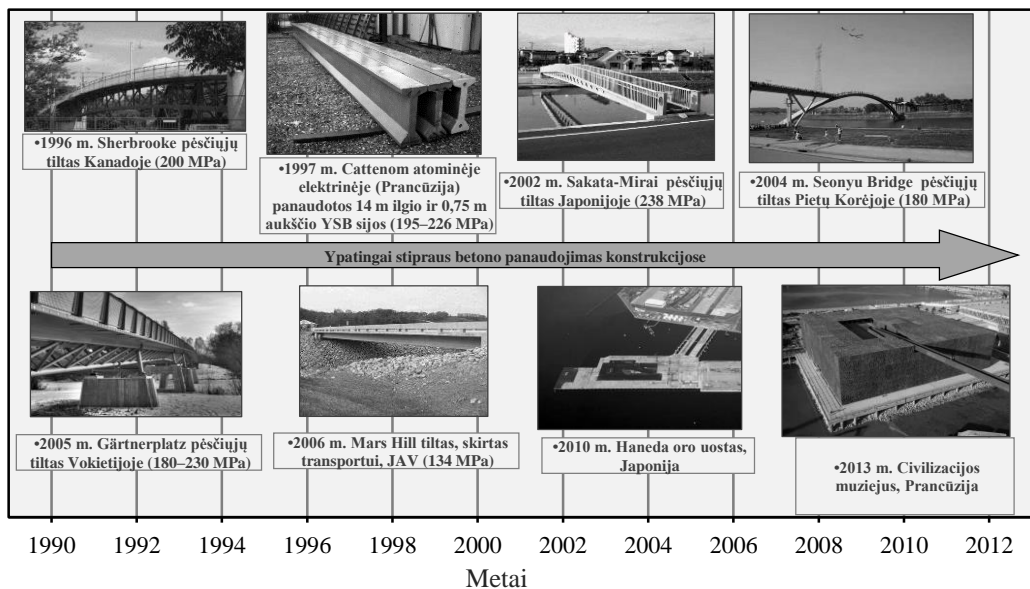 •1996 m. Sherbrooke pėsčiųjų
tiltas Kanadoje (200 MPa)
•1997 m. Cattenom atominėje
elektrinėje (Prancūzija)
panaudotos 14 m ilgio ir 0,75 m
aukščio YSB sijos (195–226 MPa)
•2002 m. Sakata-Mirai pėsčiųjų
tiltas Japonijoje (238 MPa)
•2004 m. Seonyu Bridge pėsčiųjų
tiltas Pietų Korėjoje (180 MPa)
Ypatingai stipraus betono panaudojimas konstrukcijose
•2005 m. Gärtnerplatz pėsčiųjų
tiltas Vokietijoje (180–230 MPa)
•2006 m. Mars Hill tiltas, skirtas
transportui, JAV (134 MPa)
•2010 m. Haneda oro uostas,
Japonija
•2013 m. Civilizacijos
muziejus, Prancūzija
1990 1992 1994 1996 1998 2000 2002 2004 2006 2008 2010 2012
Metai